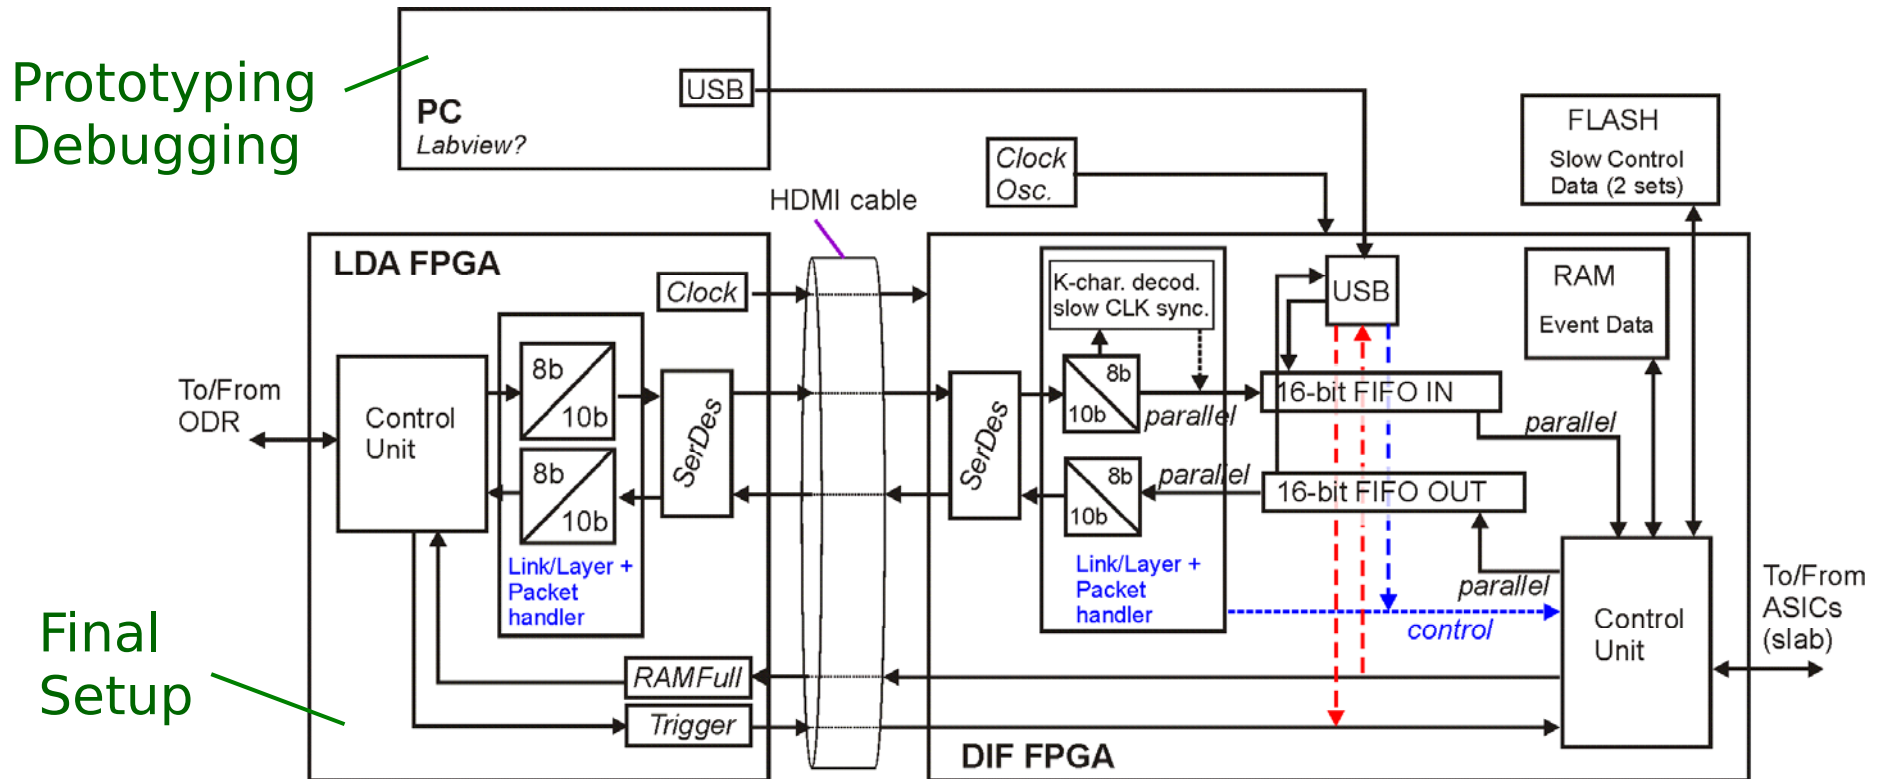 Prototyping
Debugging
PC
Labview?
USB
Clock
Osc.
FLASH
Slow Control
Data (2 sets)
HDMI cable
LDA FPGA
Clock
K-char. decod.
slow CLK sync.
USB
RAM
Event Data
To/From
ODR
Control
Unit
8b
10b
8b
10b
SerDes
Link/Layer +
Packet
handler
SerDes
8b
10b
parallel
16-bit FIFO IN
parallel
8b
10b
parallel
16-bit FIFO OUT
parallel
Link/Layer +
Packet
handler
control
Control
Unit
To/From
ASICs
(slab)
Final
Setup
RAMFull
Trigger
DIF FPGA